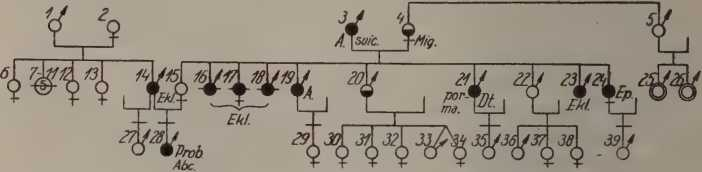 1 2 3 4 5
A. suic. Mig.
6 7-11 12 13 14 15 16 17 18 19 20 21 22 23 24 25 26
Ekl. A. por- Dt. Ekl. Ep.
ma.
Ekl.
27 28 29 30 31 32 33 34 35 36 37 38 39
Prob
Abc.